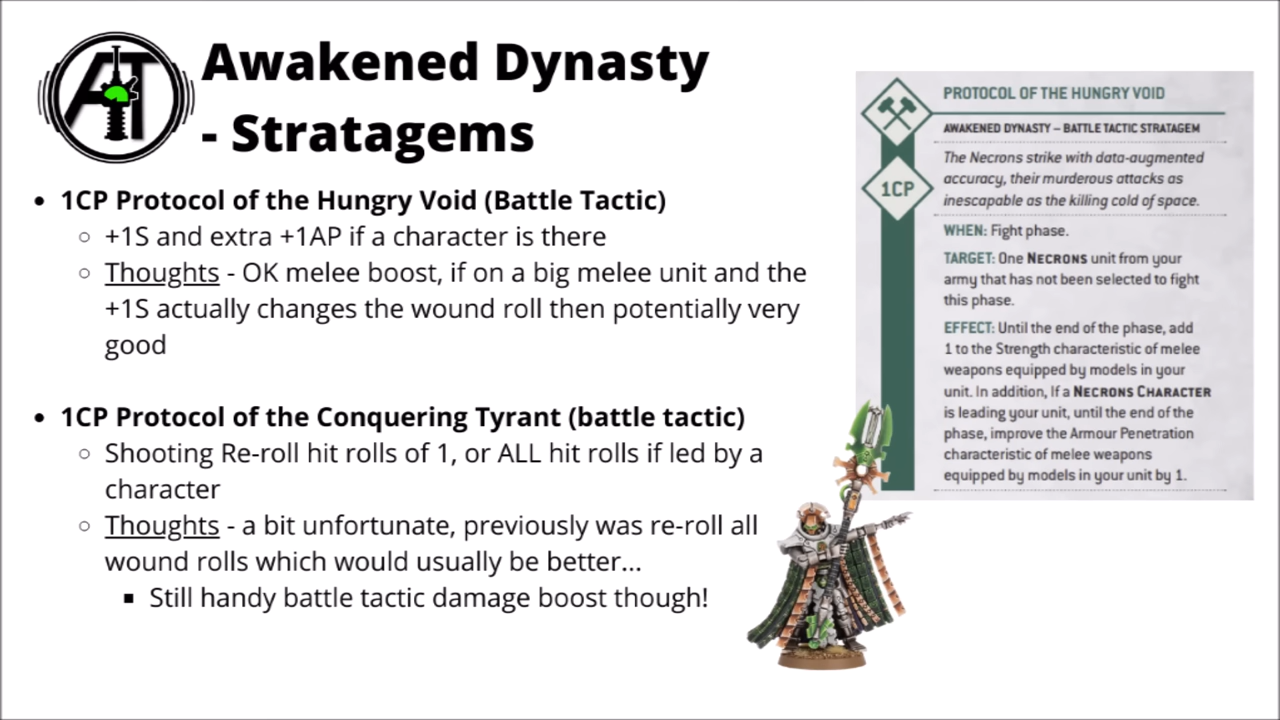 AT
Awakened Dynasty
- Stratagems
• 1CP Protocol of the Hungry Void (Battle Tactic)
○ +1S and extra +1AP if a character is there
○ Thoughts - OK melee boost, if on a big melee unit and the
+1S actually changes the wound roll then potentially very
good
• 1CP Protocol of the Conquering Tyrant (battle tactic)
○ Shooting Re-roll hit rolls of 1, or ALL hit rolls if led by a
character
○ Thoughts - a bit unfortunate, previously was re-roll all
wound rolls which would usually be better...
▪ Still handy battle tactic damage boost though!
PROTOCOL OF THE HUNGRY VOID
AWAKENED DYNASTY – BATTLE TACTIC STRATAGEM
The Necrons strike with data-augmented
accuracy, their murderous attacks as
inescapable as the killing cold of space.
1CP
WHEN: Fight phase.
TARGET: One NECRONS unit from your
army that has not been selected to fight
this phase.
EFFECT: Until the end of the phase, add
1 to the Strength characteristic of melee
weapons equipped by models in your
unit. In addition, if a NECRONS CHARACTER
is leading your unit, until the end of the
phase, improve the Armour Penetration
characteristic of melee weapons
equipped by models in your unit by 1.